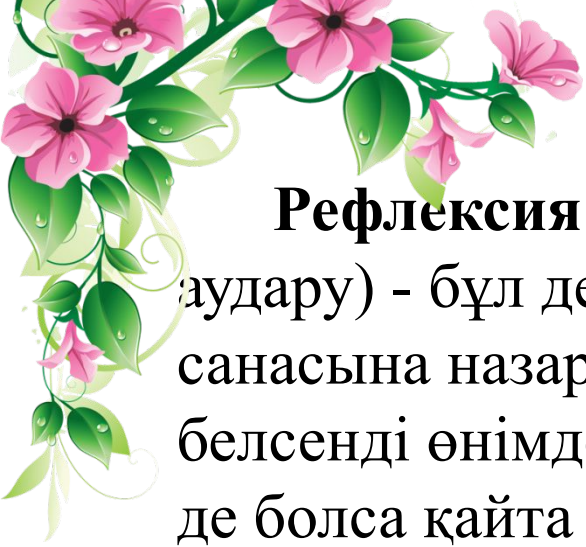 Рефлексия
аудару) - бұл де
санасына назар
белсенді өнімд
де болса қайта